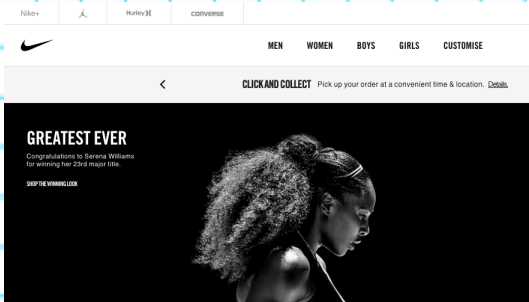 Nike+ Hurley CONVERSE
MEN WOMEN BOYS GIRLS CUSTOMISE
CLICK AND COLLECT Pick up your order at a convenient time & location. Details.
GREATEST EVER
Congratulations to Serena Williams
for winning her 23rd major title.
SHOP THE WINNING LOOK